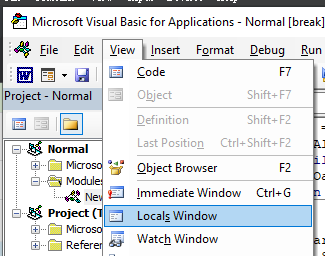 Microsoft Visual Basic for Applications - Normal [break]
File Edit View Insert Format Debug Run
Project - Normal
Code F7
Object Shift+F7
Definition Shift+F2
Last Position Ctrl+Shift+F2
Object Browser F2
Immediate Window Ctrl+G
Locals Window
Watch Window
Normal
Microso
Modules
New
Project (T
Microso
Referen